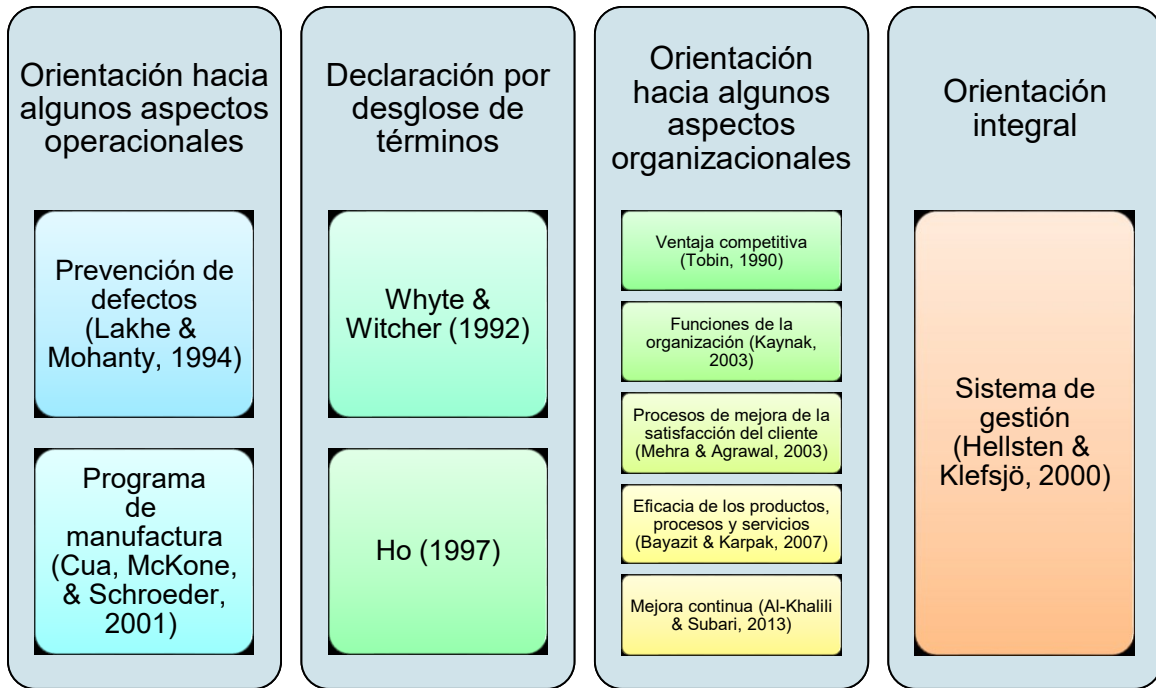 Orientación hacia
algunos aspectos
operacionales
Prevención de
defectos
(Lakhe &
Mohanty, 1994)
Programa
de
manufactura
(Cua, McKone,
& Schroeder,
2001)
Declaración por
desglose de
términos
Whyte &
Witcher (1992)
Ho (1997)
Orientación
hacia algunos
aspectos
organizacionales
Ventaja competitiva
(Tobin, 1990)
Funciones de la
organización (Kaynak,
2003)
Procesos de mejora de la
satisfacción del cliente
(Mehra & Agrawal, 2003)
Eficacia de los productos,
procesos y servicios
(Bayazit & Karpak, 2007)
Mejora continua (Al-Khalili
& Subari, 2013)
Orientación
integral
Sistema de
gestión
(Hellsten &
Klefsjö, 2000)